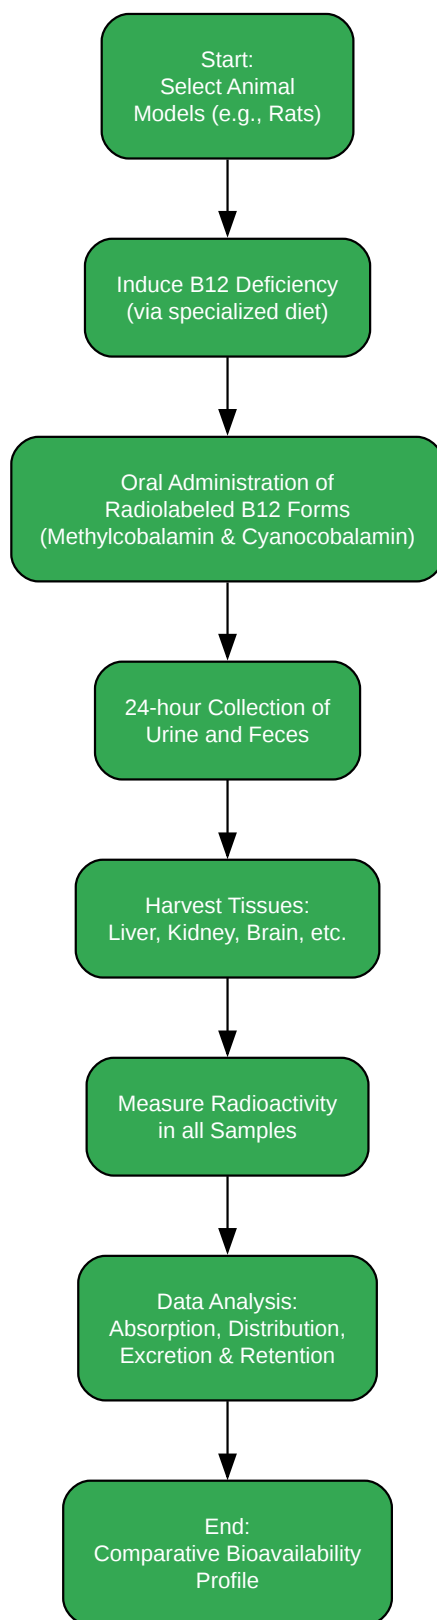 Start:
Select Animal
Models (e.g., Rats)
Induce B12 Deficiency
(via specialized diet)
Oral Administration of
Radiolabeled B12 Forms
(Methylcobalamin & Cyanocobalamin)
24-hour Collection of
Urine and Feces
Harvest Tissues:
Liver, Kidney, Brain, etc.
Measure Radioactivity
in all Samples
Data Analysis:
Absorption, Distribution,
Excretion & Retention
End:
Comparative Bioavailability
Profile